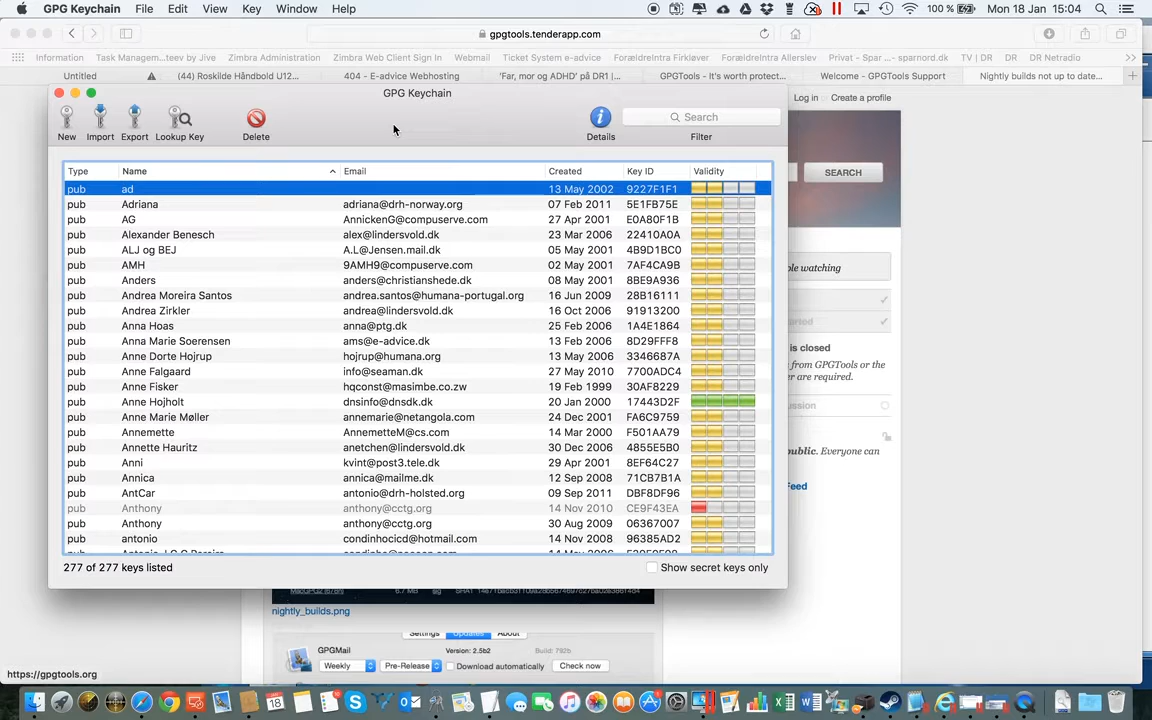 GPG Keychain File Edit View Key Window Help 100 % Mon 18 Jan 15:04
gpgtools.tenderapp.com
Information Task Managem...teev by Jive Zimbra Administration Zimbra Web Client Sign In Webmail ForældreIntra Firkløver ForældreIntra Allerslev Ticket System e-advice Privat - Spar ... - sparnord.dk TV | DR DR DR Netradio
Untitled (44) Roskilde Håndbold U12... 404 - E-advice Webhosting 'Far, mor og ADHD' på DR1 |... GPGTools - It's worth protect... Welcome - GPGTools Support Nightly builds not up to date...
GPG Keychain
Log in Create a profile
New Import Export Lookup Key Delete Details Search Filter
SEARCH
Type Name Email Created Key ID Validity
pub ad 13 May 2002 9227F1F1
pub Adriana adriana@drh-norway.org 07 Feb 2011 5E1FB75E
pub AG AnnickenG@compuserve.com 27 Apr 2001 E0A80F1B
pub Alexander Benesch alex@lindersvold.dk 23 Mar 2006 22410A0A
pub ALJ og BEJ A.L@Jensen.mail.dk 05 May 2001 4B9D1BC0
pub AMH 9AMH9@compuserve.com 02 May 2001 7AF4CA9B
pub Anders anders@christianshede.dk 08 May 2001 8BE9A936
pub Andrea Moreira Santos andrea.santos@humana-portugal.org 16 Jun 2009 28B16111
pub Andrea Zirkler andrea@lindersvold.dk 16 Oct 2006 91913200
pub Anna Hoas anna@ptg.dk 25 Feb 2006 1A4E1864
pub Anna Marie Soerensen ams@e-advice.dk 13 Feb 2006 8D29FFF8
pub Anne Dorte Hojrup hojrup@humana.org 13 May 2006 3346687A
pub Anne Falgaard info@seaman.dk 27 May 2010 7700ADC4
pub Anne Fisker hqconst@masimbe.co.zw 19 Feb 1999 30AF8229
pub Anne Hojholt dnsinfo@dnsdk.dk 20 Jan 2000 17443D2F
pub Anne Marie Møller annemarie@netangola.com 24 Dec 2001 FA6C9759
pub Annemette AnnemetteM@cs.com 14 Mar 2000 F501AA79
pub Annette Hauritz anetchen@lindersvold.dk 30 Dec 2006 4855E5B0
pub Anni kvint@post3.tele.dk 29 Apr 2001 8EF64C27
pub Annica annica@mailme.dk 12 Sep 2008 71CB7B1A
pub AntCar antonio@drh-holsted.org 09 Sep 2011 DBF8DF96
pub Anthony anthony@cctg.org 14 Nov 2010 CE9F43EA
pub Anthony anthony@cctg.org 30 Aug 2009 06367007
pub antonio condinhocicd@hotmail.com 14 Nov 2008 96385AD2
277 of 277 keys listed Show secret keys only
ple watching
is closed
from GPGTools or the
er are required.
public. Everyone can
Feed
nightly_builds.png
Settings Updates About
GPGMail Version: 2.5b2 Build: 792b
Weekly Pre-Release Download automatically Check now
https://gpgtools.org